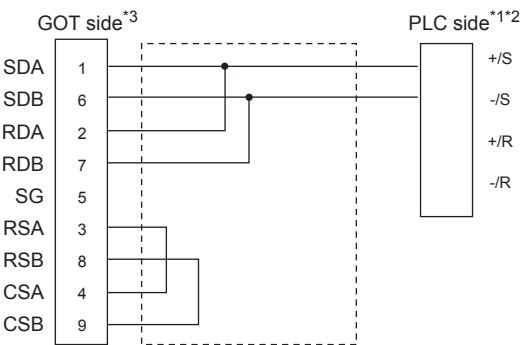 GOT side*3 PLC side*1*2
SDA 1 +/S
SDB 6 -/S
RDA 2 +/R
RDB 7 -/R
SG 5
RSA 3
RSB 8
CSA 4
CSB 9